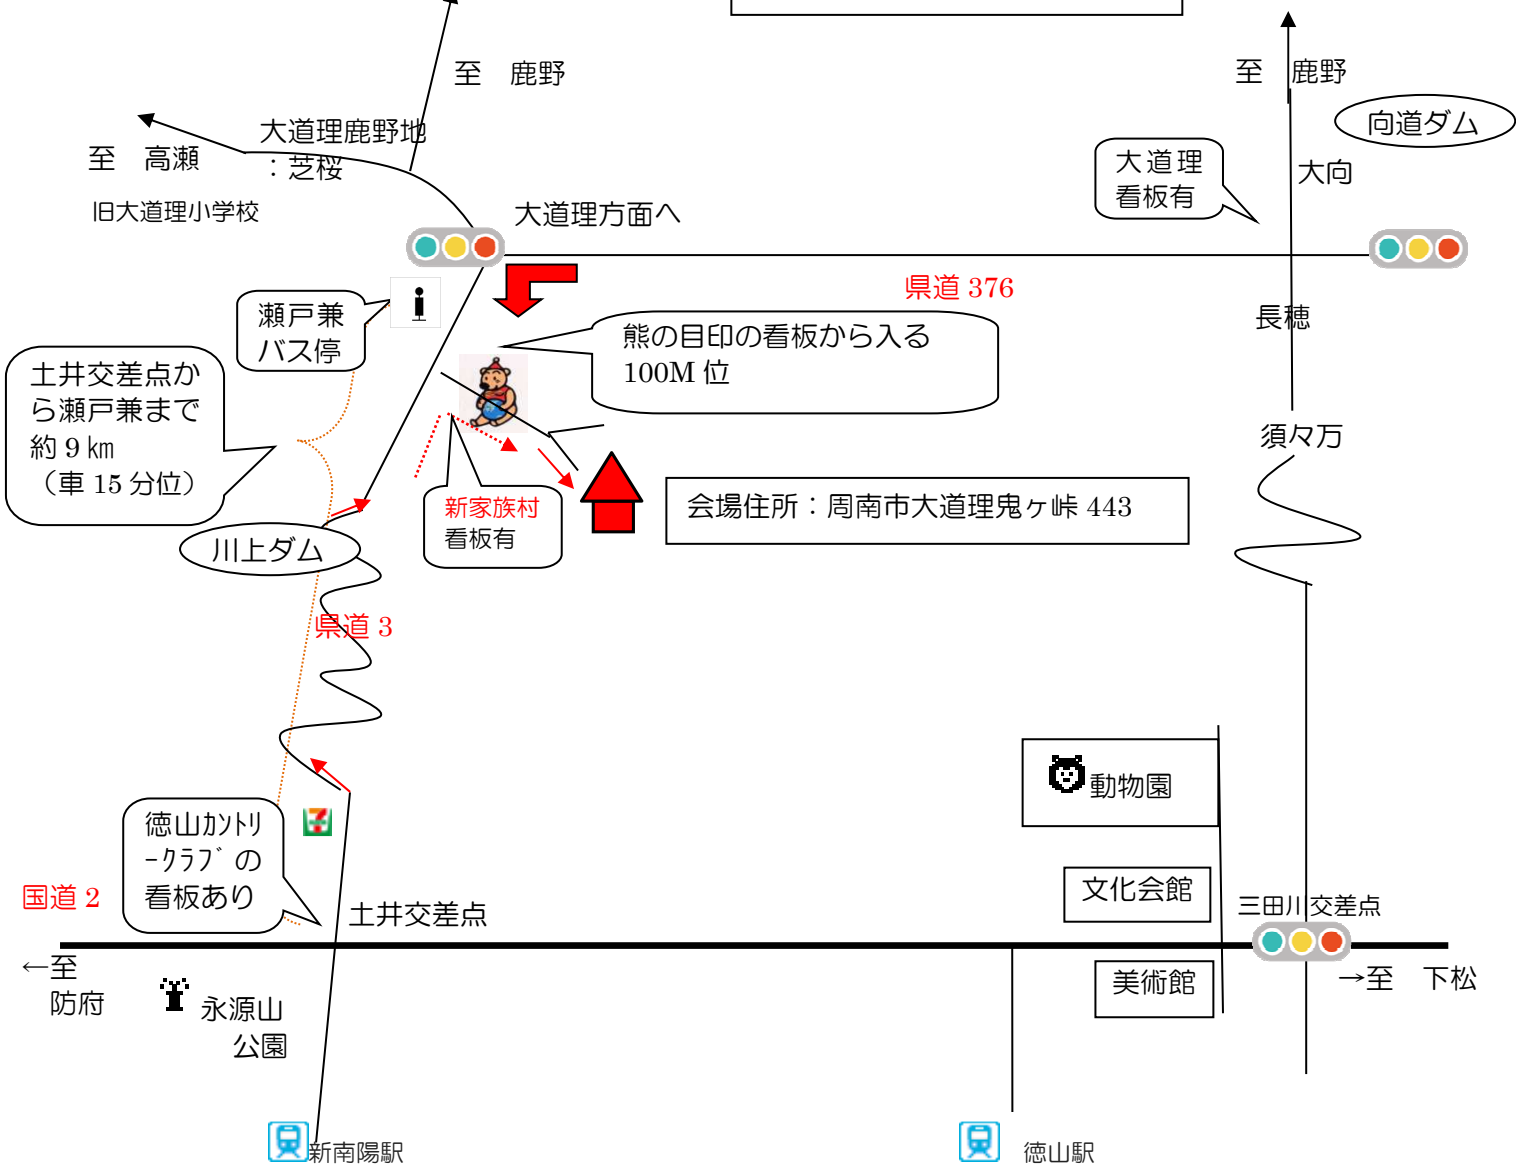 至　鹿野
至　鹿野
向道ダム
大道理鹿野地
：芝桜
至　高瀬
大道理
看板有
大向
旧大道理小学校
大道理方面へ
県道 376
瀬戸兼
バス停
長穂
熊の目印の看板から入る
100M 位
土井交差点か
ら瀬戸兼まで
約 9 ㎞
（車 15 分位）
須々万
新家族村
看板有
会場住所：周南市大道理鬼ヶ峠 443
川上ダム
県道 3
動物園
徳山ｶﾝﾄﾘ
ｰｸﾗﾌﾞの
看板あり
文化会館
国道 2
土井交差点
三田川交差点
←至
防府
美術館
→至　下松
永源山
公園
新南陽駅
徳山駅